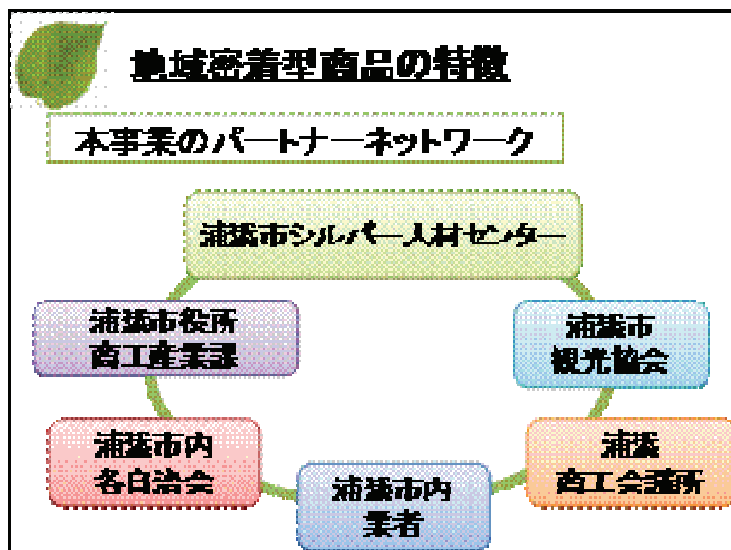 地域密着型商品の特徴
本事業のパートナーネットワーク
浦添市シルバー人材センター
浦添市役所
商工産業課
浦添市
観光協会
浦添市内
各自治会
浦添
商工会議所
浦添市内
業者